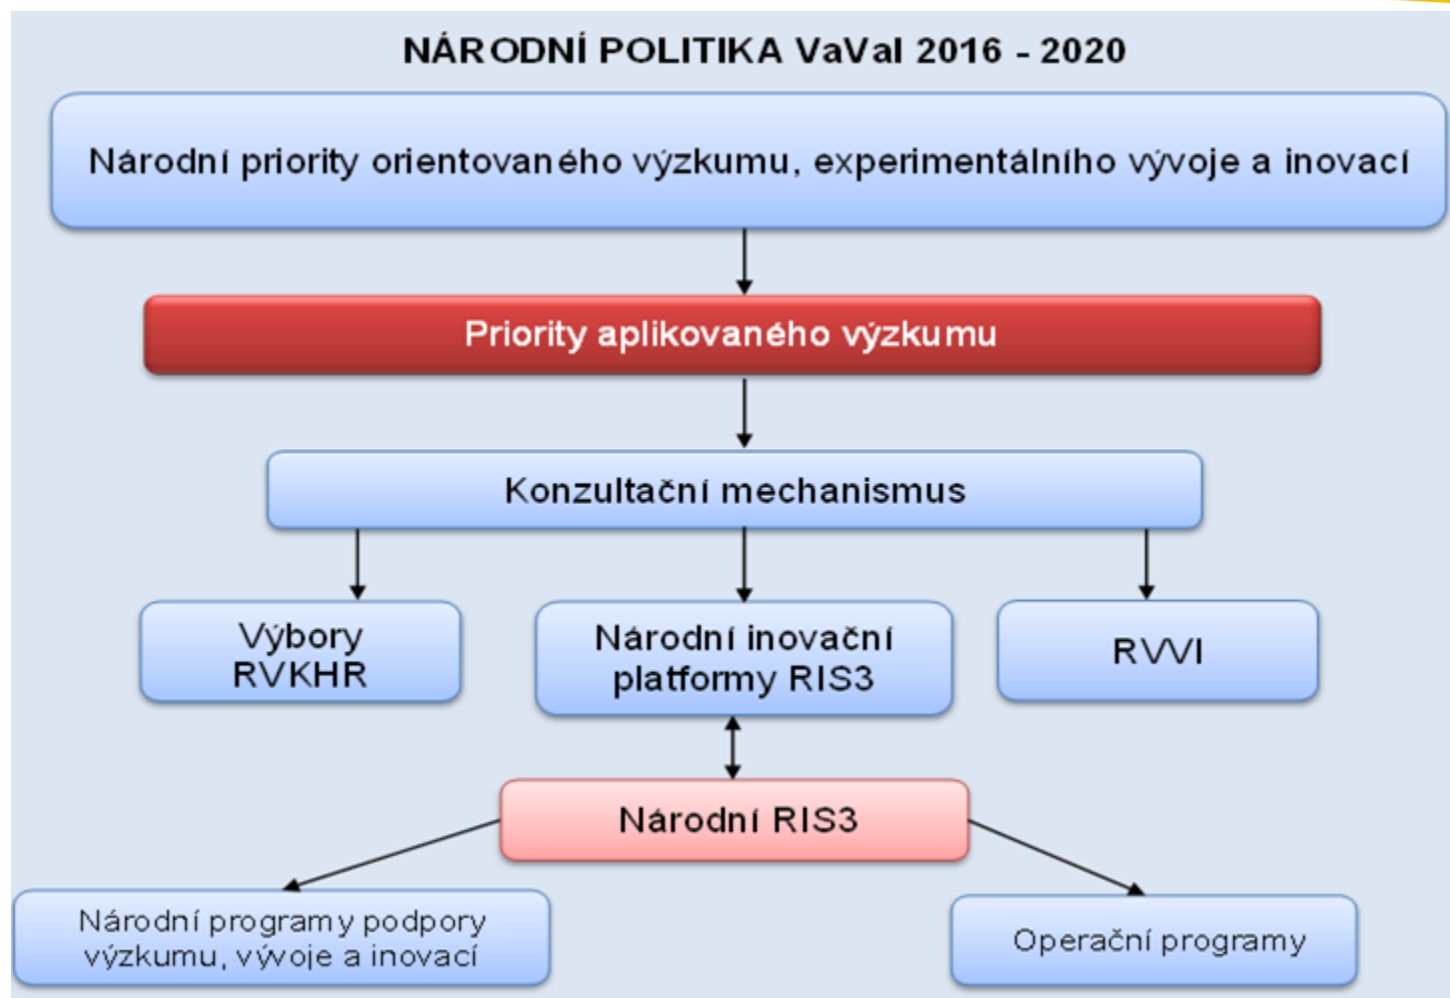 NÁRODNÍ POLITIKA VaVaI 2016 - 2020
Národní priority orientovaného výzkumu, experimentálního vývoje a inovací
Priority aplikovaného výzkumu
Konzultační mechanismus
Výbory
RVKHR
Národní inovační
platformy RIS3
RVVI
Národní RIS3
Národní programy podpory
výzkumu, vývoje a inovací
Operační programy